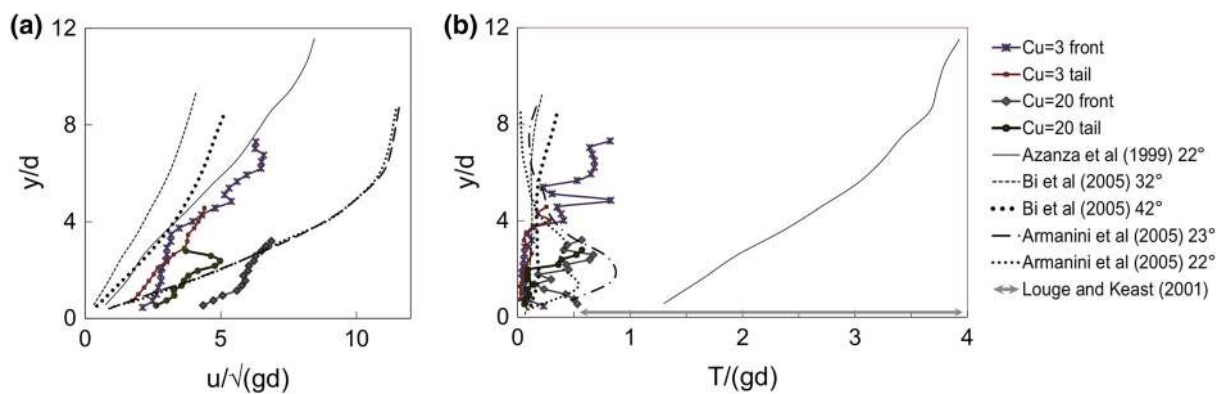 (a)
12
8
4
0
y/d
0
5
10
u/√(gd)
(b)
12
8
4
0
y/d
0
1
2
3
4
T/(gd)
Cu=3 front
Cu=3 tail
Cu=20 front
Cu=20 tail
Azanza et al (1999) 22°
Bi et al (2005) 32°
Bi et al (2005) 42°
Armanini et al (2005) 23°
Armanini et al (2005) 22°
Louge and Keast (2001)